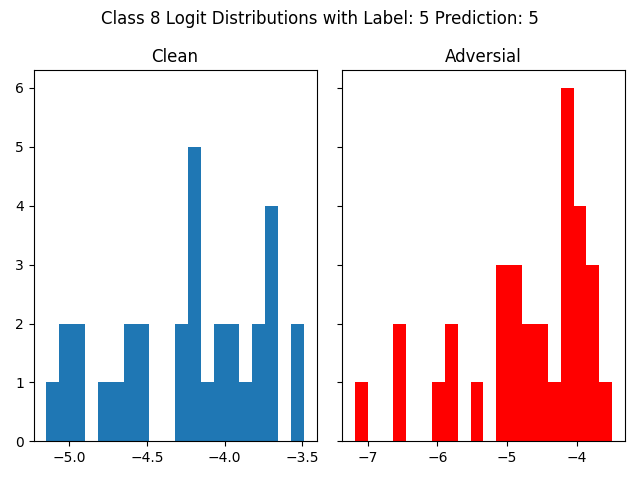 Class 8 Logit Distributions with Label: 5 Prediction: 5
Clean
Adversial
6
5
4
3
2
1
0
−5.0 −4.5 −4.0 −3.5
−7 −6 −5 −4